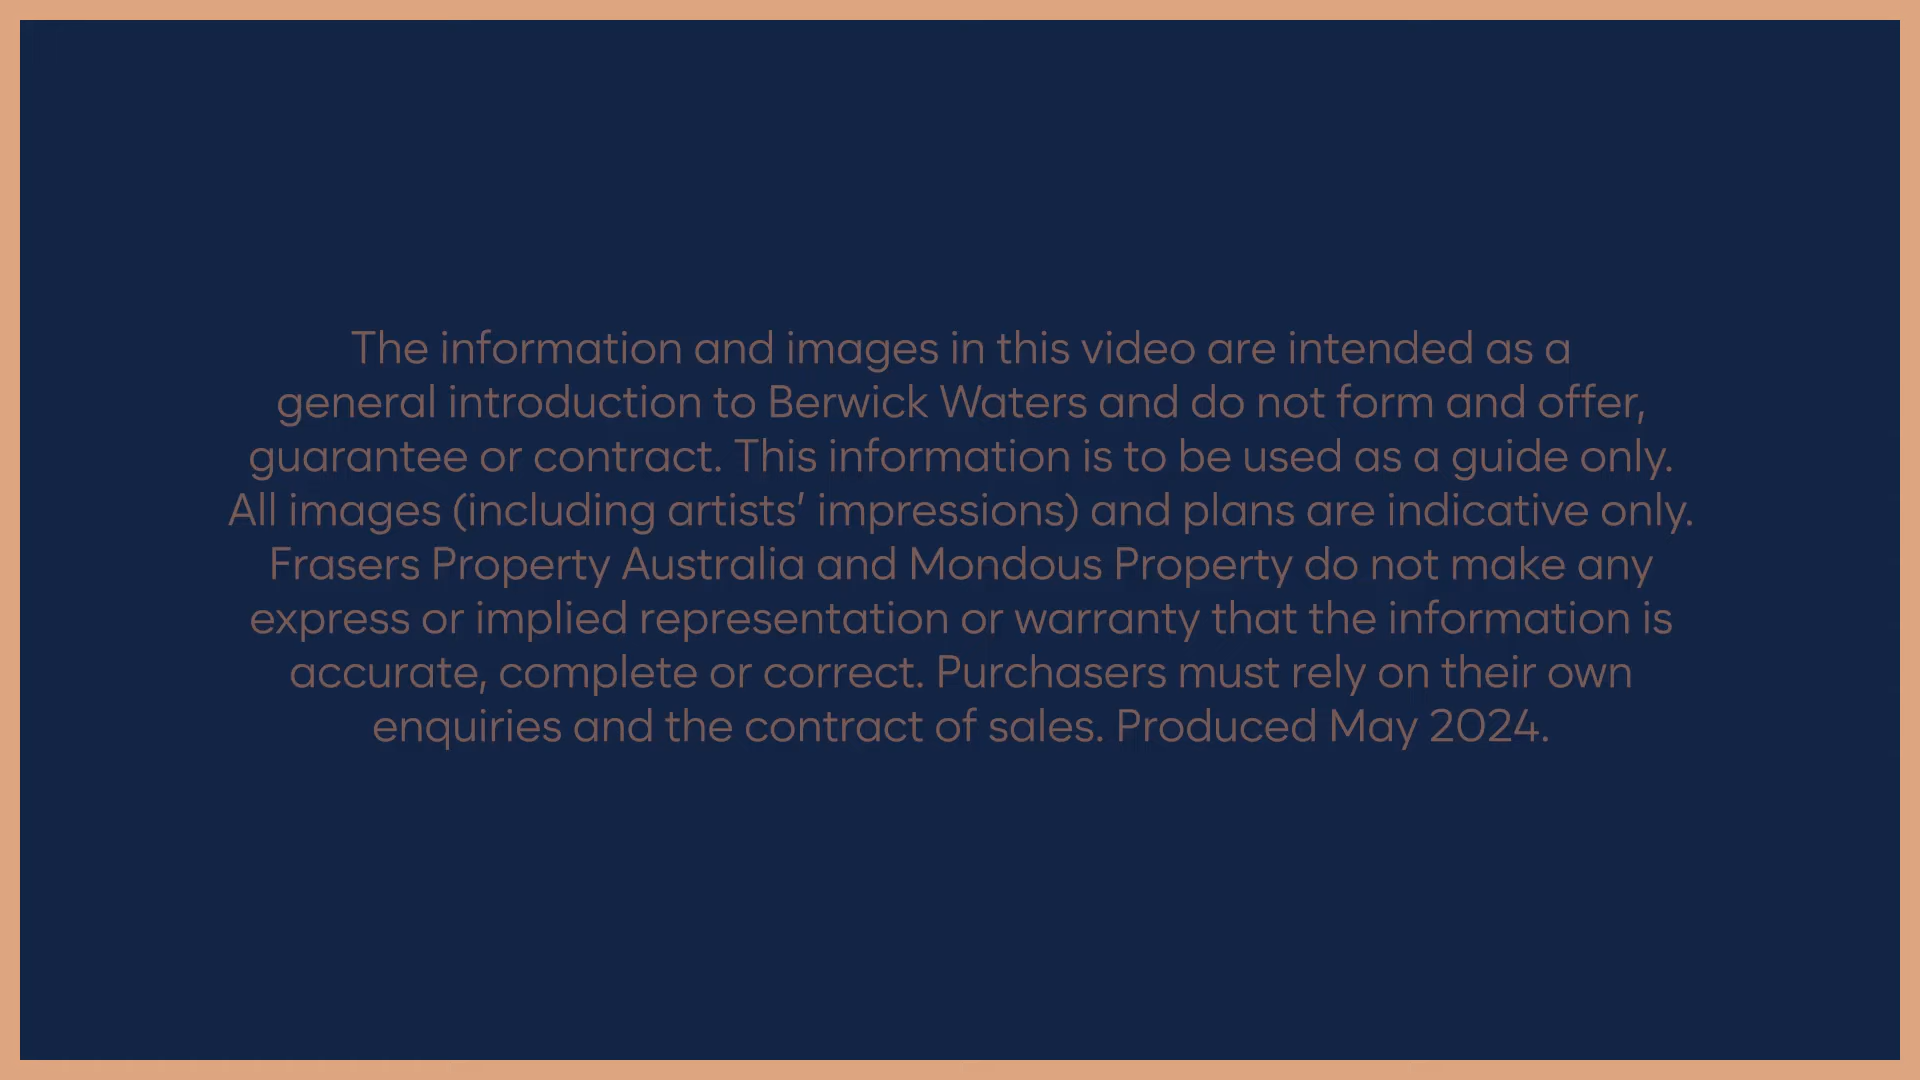 The information and images in this video are intended as a
general introduction to Berwick Waters and do not form and offer,
guarantee or contract. This information is to be used as a guide only.
All images (including artists’ impressions) and plans are indicative only.
Frasers Property Australia and Mondous Property do not make any
express or implied representation or warranty that the information is
accurate, complete or correct. Purchasers must rely on their own
enquiries and the contract of sales. Produced May 2024.